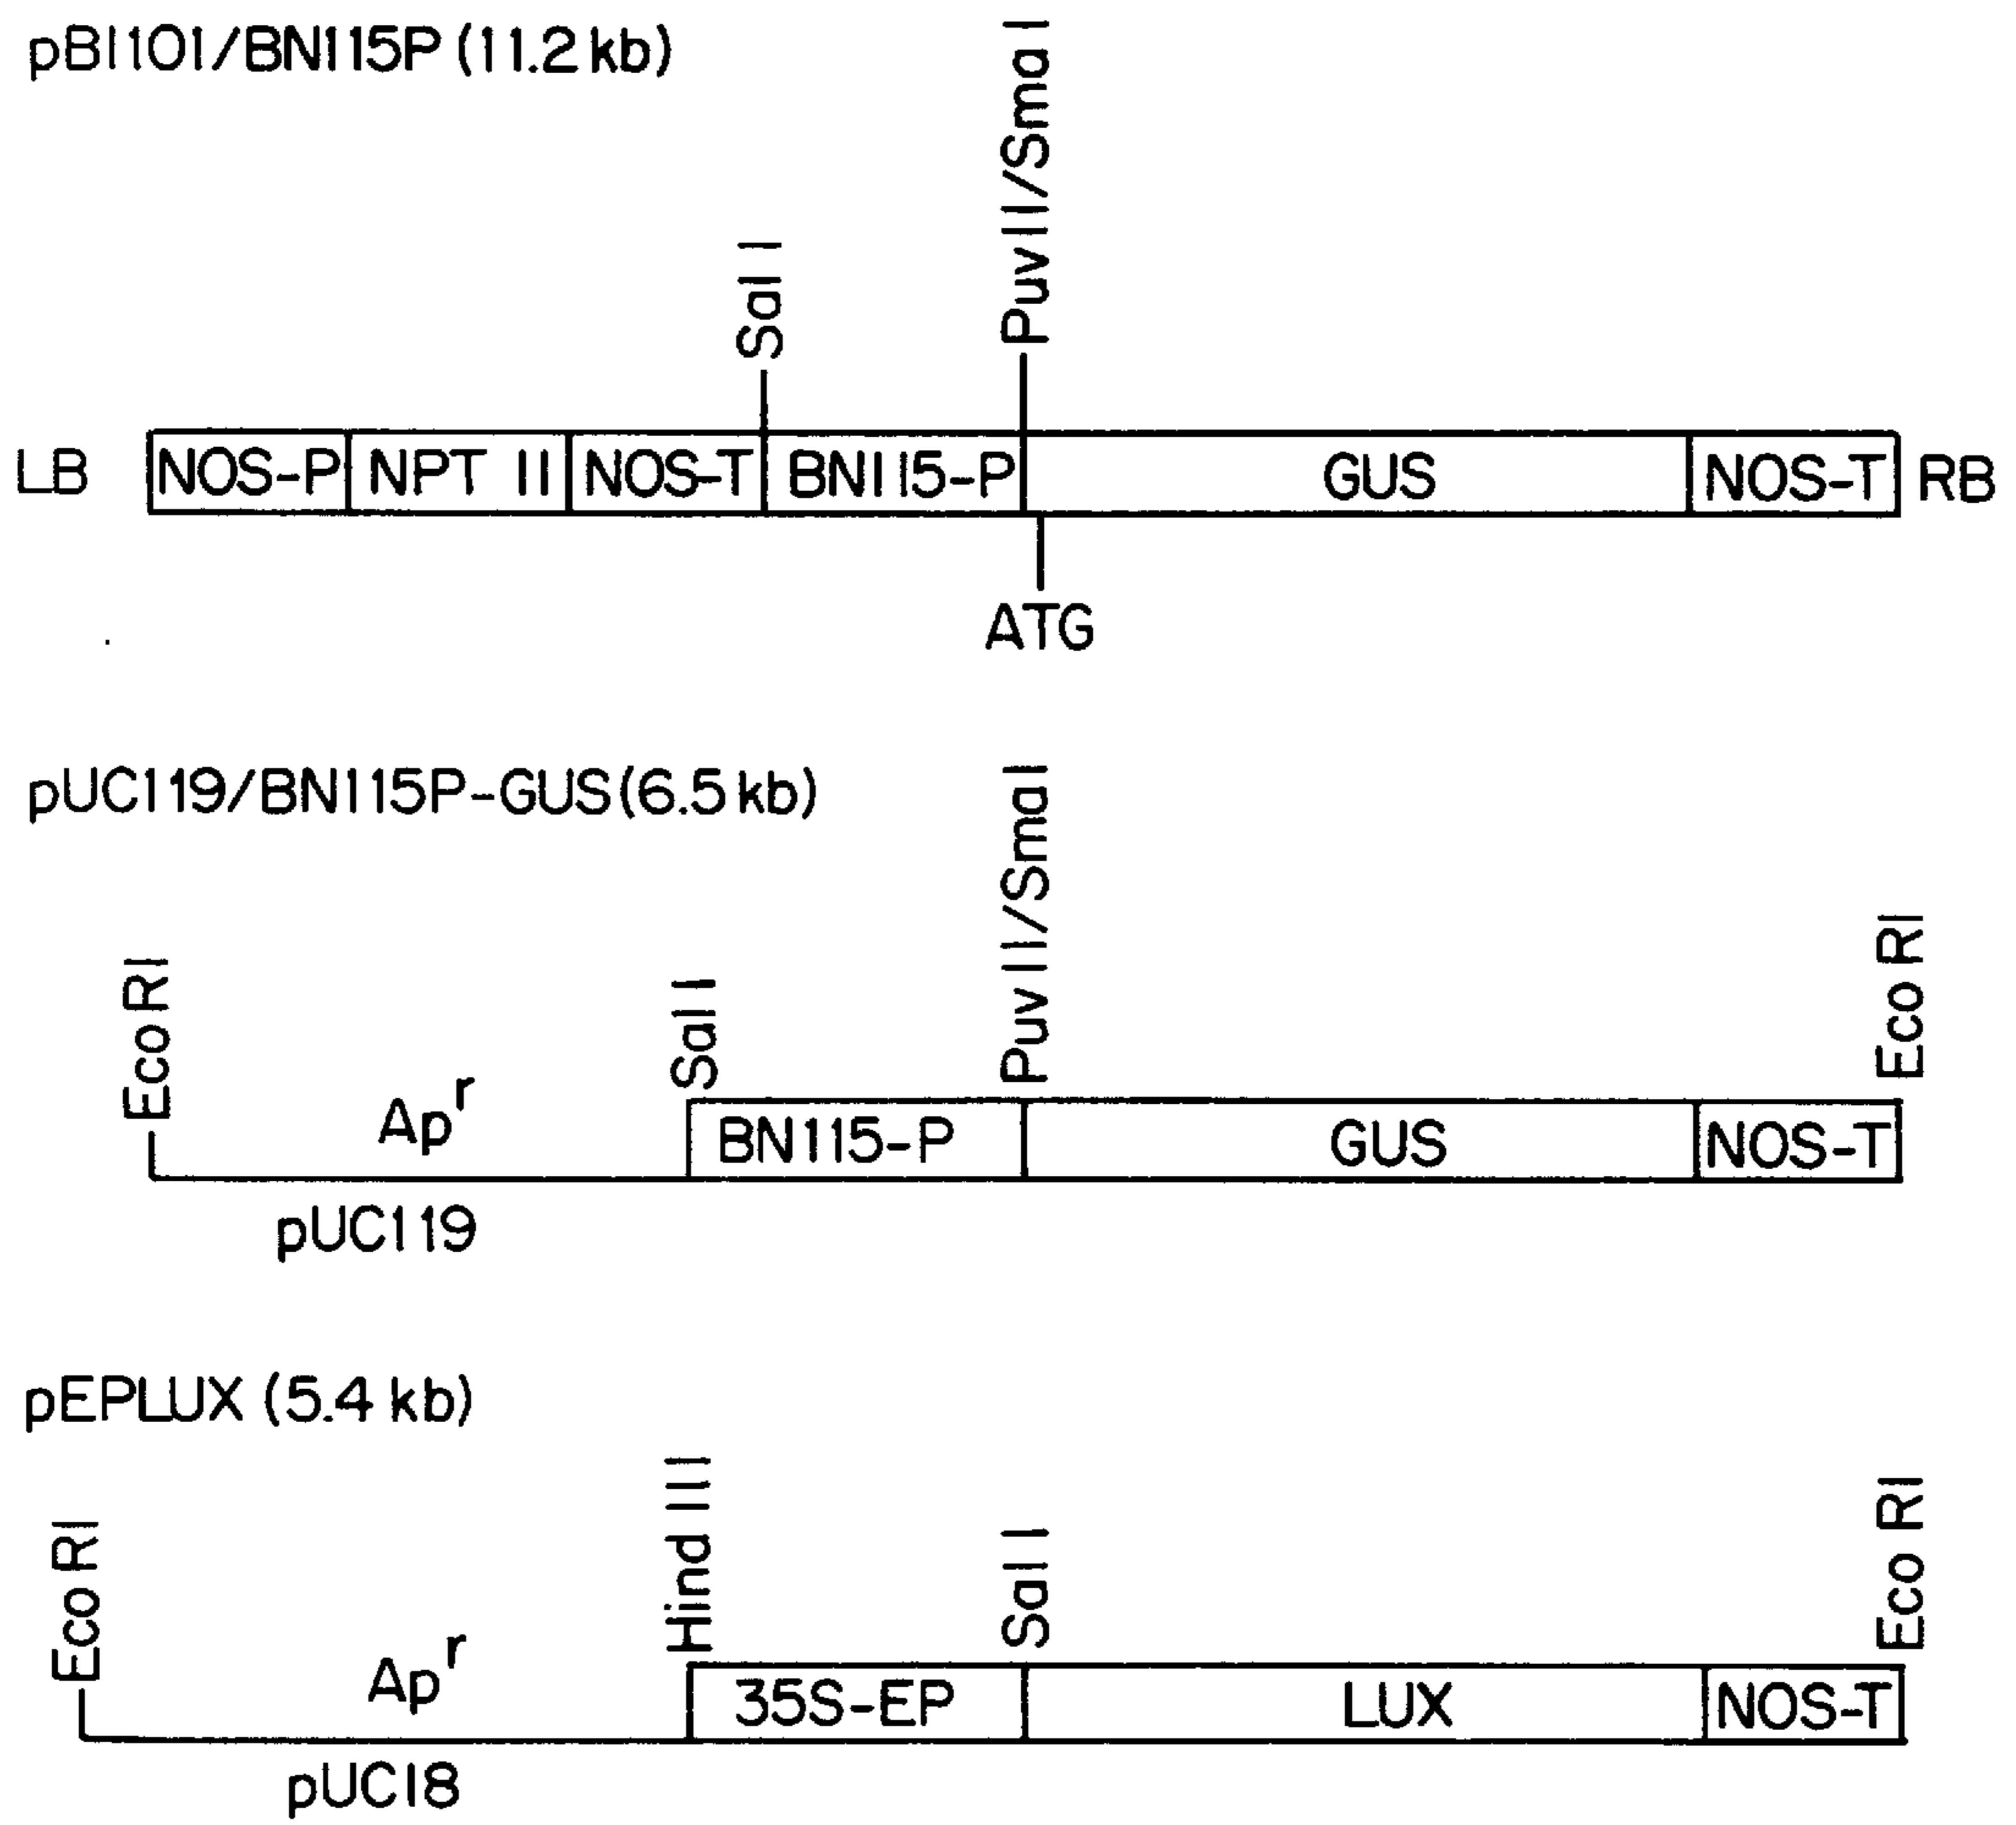 pBI101/BN115P (11.2 kb)
Sal I
Puv II/Sma I
LB NOS-P NPT II NOS-T BN115-P GUS NOS-T RB
ATG
pUC119/BN115P-GUS (6.5 kb)
Eco RI
Ap^r
Sal I
Puv II/Sma I
Eco RI
BN115-P GUS NOS-T
pUC119
pEPLUX (5.4 kb)
Eco RI
Ap^r
Hind III
Sal I
Eco RI
35S-EP LUX NOS-T
pUC18